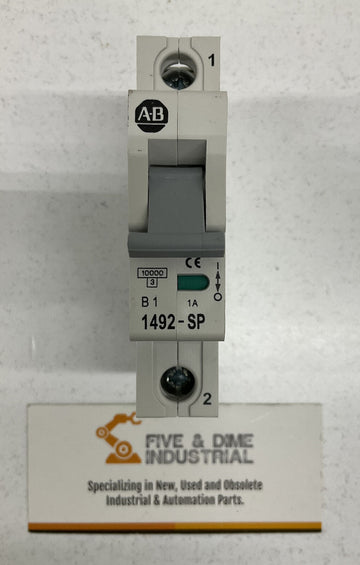 1
A-B
CE
10000
3
I
B 1
1A
O
1492-SP
2
FIVE & DIME
INDUSTRIAL
Specializing in New, Used and Obsolete
Industrial & Automation Parts.